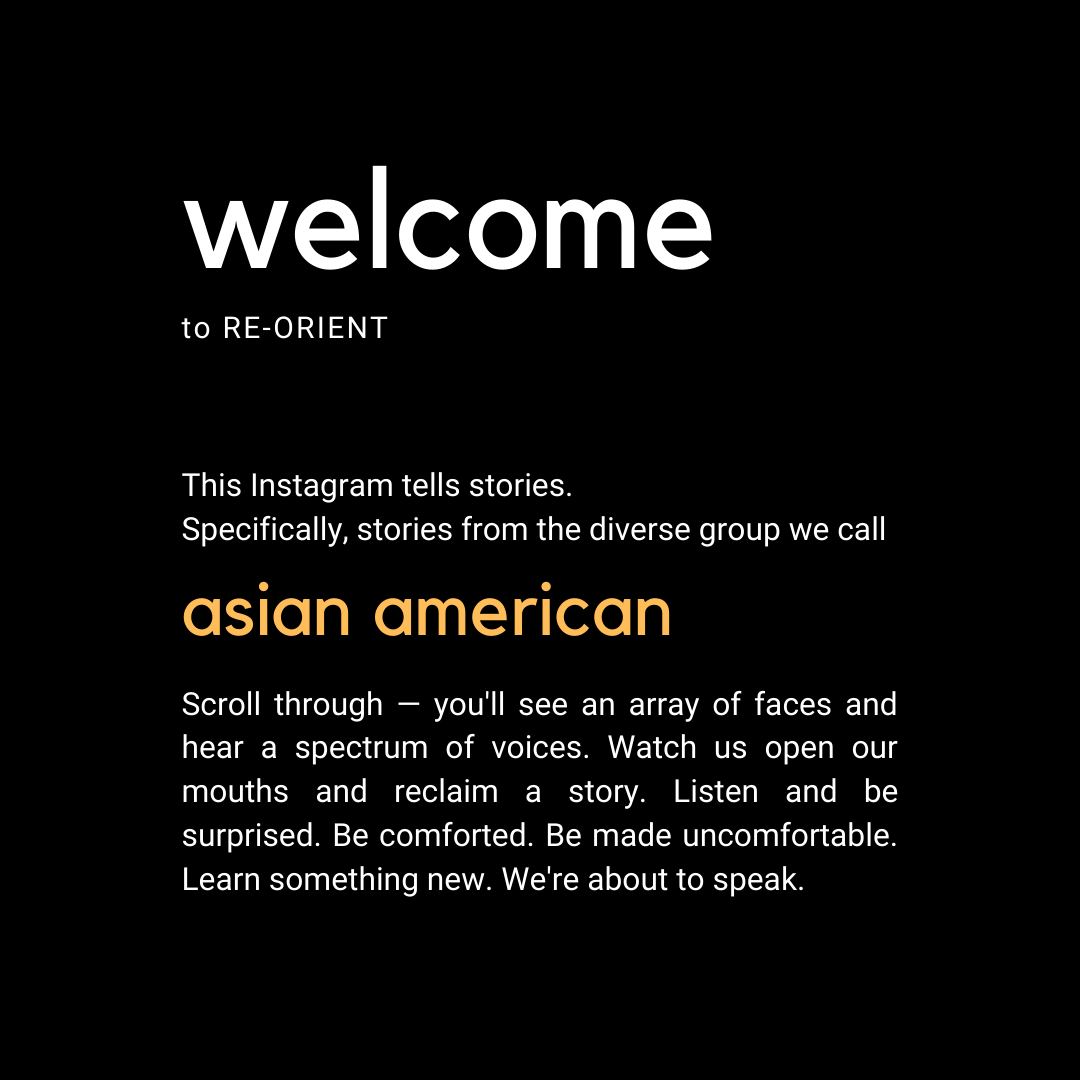 welcome
to RE-ORIENT
This Instagram tells stories.
Specifically, stories from the diverse group we call
asian american
Scroll through — you'll see an array of faces and
hear a spectrum of voices. Watch us open our
mouths and reclaim a story. Listen and be
surprised. Be comforted. Be made uncomfortable.
Learn something new. We're about to speak.